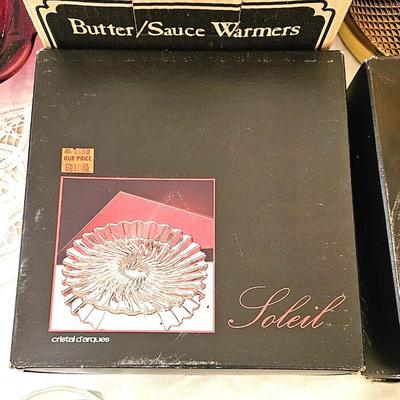 Butter/Sauce Warmers
OUR PRICE
Soleil
cristal d'arques